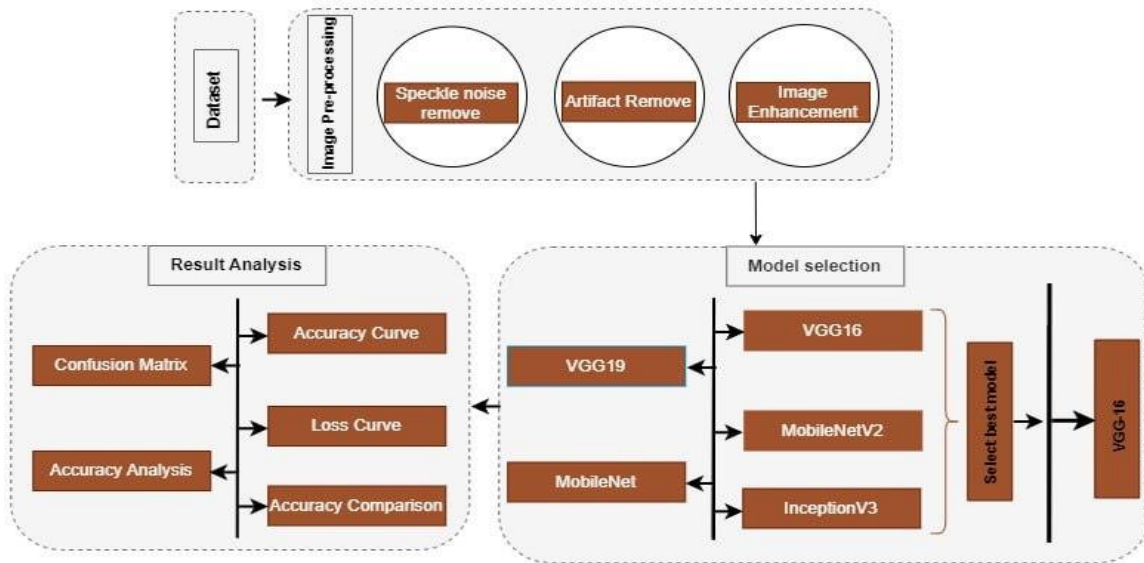 Dataset
Image Pre-processing
Speckle noise
remove
Artifact Remove
Image
Enhancement
Result Analysis
Accuracy Curve
Confusion Matrix
Loss Curve
Accuracy Analysis
Accuracy Comparison
Model selection
VGG16
VGG19
MobileNetV2
MobileNet
InceptionV3
Select best model
VGG-16